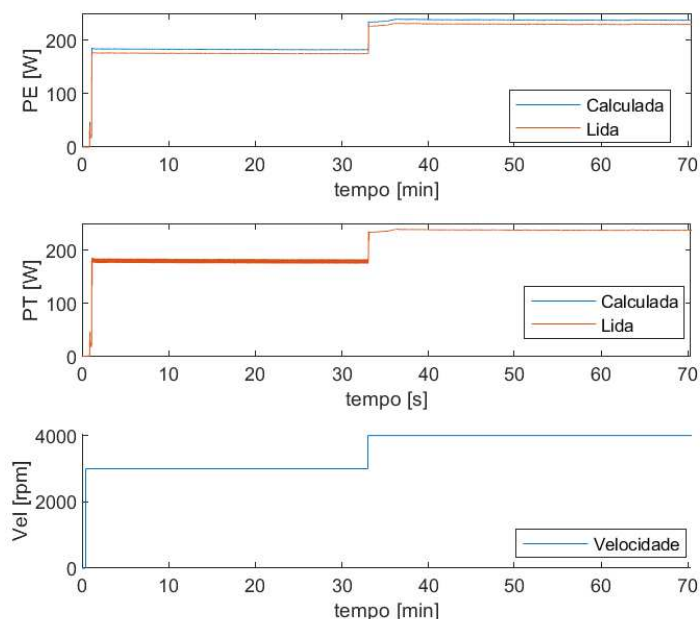 PE [W]
200
100
0
Calculada
Lida
0 10 20 30 40 50 60 70
tempo [min]
PT [W]
200
100
0
Calculada
Lida
0 10 20 30 40 50 60 70
tempo [s]
Vel [rpm]
4000
2000
0
Velocidade
0 10 20 30 40 50 60 70
tempo [min]